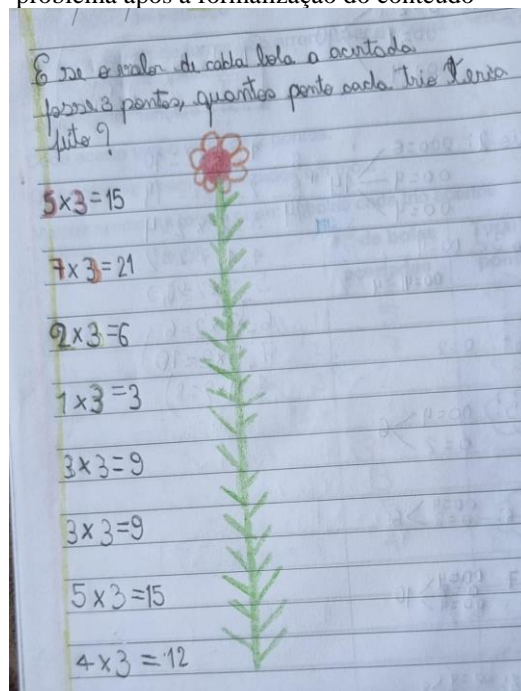 problema após a formalização do conteúdo
E se o valor de cada bola a acertada
fosse 3 pontos, quantos ponto cada trio teria
feito?
5x3=15
7x3=21
2x3=6
1x3=3
3x3=9
3x3=9
5x3=15
4x3=12